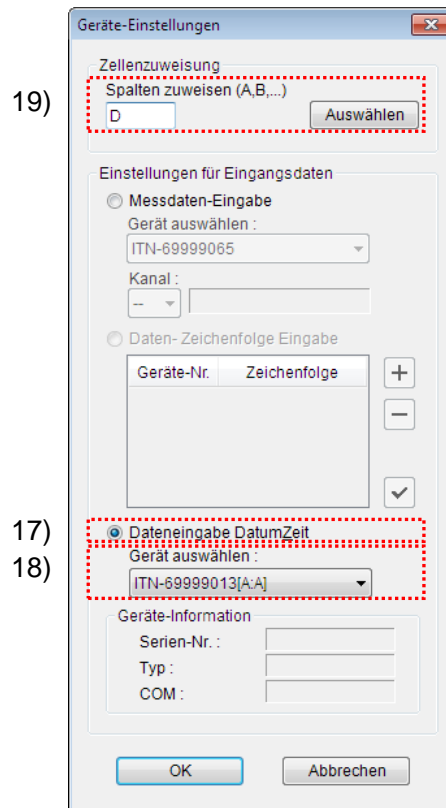 Geräte-Einstellungen
Zellenzuweisung
19)
Spalten zuweisen (A,B,...)
D
Auswählen
Einstellungen für Eingangsdaten
Messdaten-Eingabe
Gerät auswählen :
ITN-69999065
Kanal :
--
Daten- Zeichenfolge Eingabe
Geräte-Nr. Zeichenfolge
17)
Dateneingabe DatumZeit
18)
Gerät auswählen :
ITN-69999013[A:A]
Geräte-Information
Serien-Nr. :
Typ :
COM :
OK Abbrechen